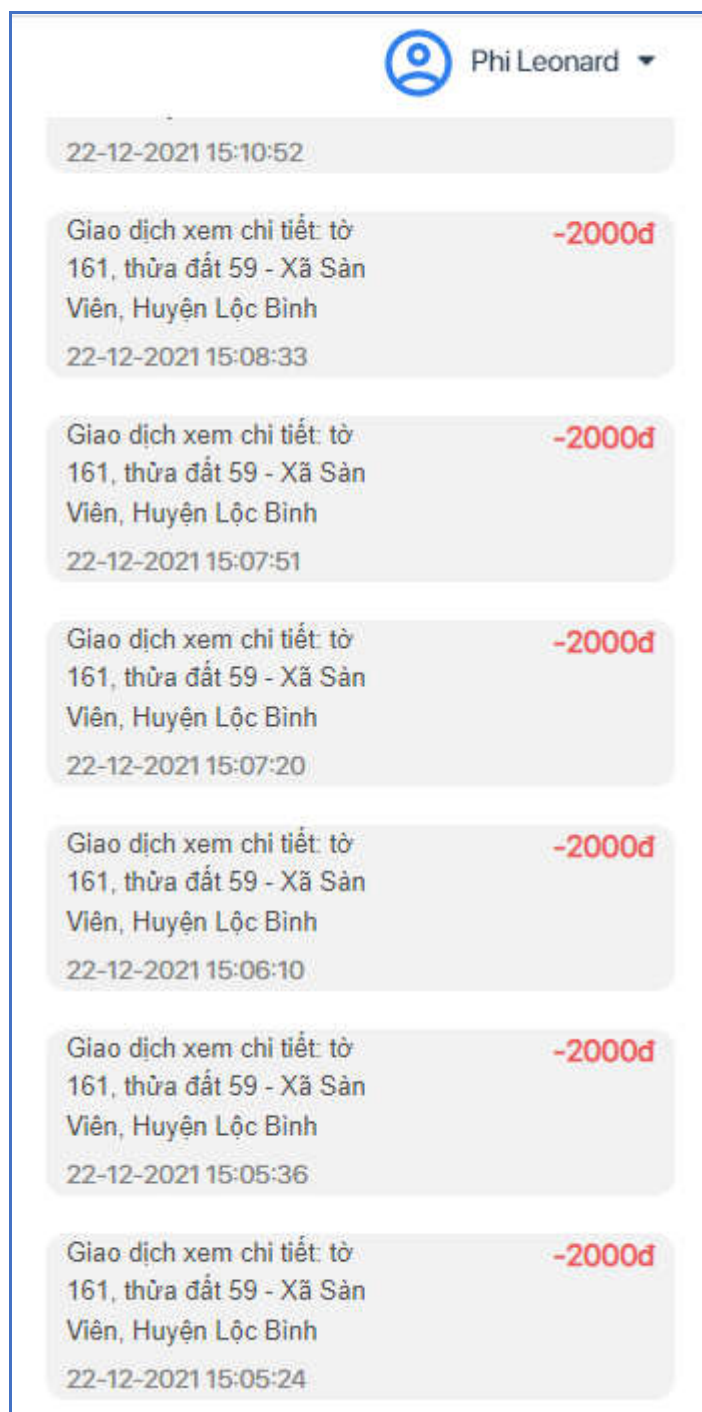 Phi Leonard
22-12-2021 15:10:52
Giao dịch xem chi tiết: tờ
-2000đ
161, thửa đất 59 - Xã Sàn
Viên, Huyện Lộc Bình
22-12-2021 15:08:33
Giao dịch xem chi tiết: tờ
-2000đ
161, thửa đất 59 - Xã Sàn
Viên, Huyện Lộc Bình
22-12-2021 15:07:51
Giao dịch xem chi tiết: tờ
-2000đ
161, thửa đất 59 - Xã Sàn
Viên, Huyện Lộc Bình
22-12-2021 15:07:20
Giao dịch xem chi tiết: tờ
-2000đ
161, thửa đất 59 - Xã Sàn
Viên, Huyện Lộc Bình
22-12-2021 15:06:10
Giao dịch xem chi tiết: tờ
-2000đ
161, thửa đất 59 - Xã Sàn
Viên, Huyện Lộc Bình
22-12-2021 15:05:36
Giao dịch xem chi tiết: tờ
-2000đ
161, thửa đất 59 - Xã Sàn
Viên, Huyện Lộc Bình
22-12-2021 15:05:24